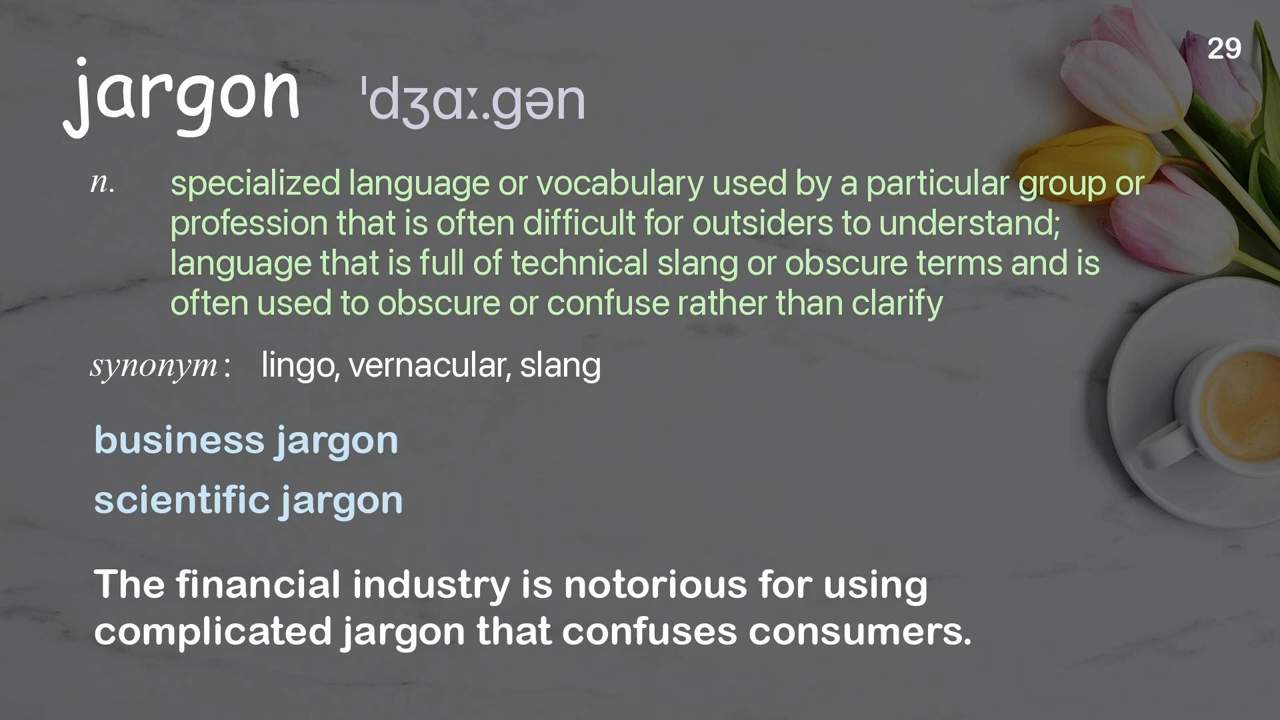 29
jargon ˈdʒɑː.gən
n. specialized language or vocabulary used by a particular group or
profession that is often difficult for outsiders to understand;
language that is full of technical slang or obscure terms and is
often used to obscure or confuse rather than clarify
synonym: lingo, vernacular, slang
business jargon
scientific jargon
The financial industry is notorious for using
complicated jargon that confuses consumers.